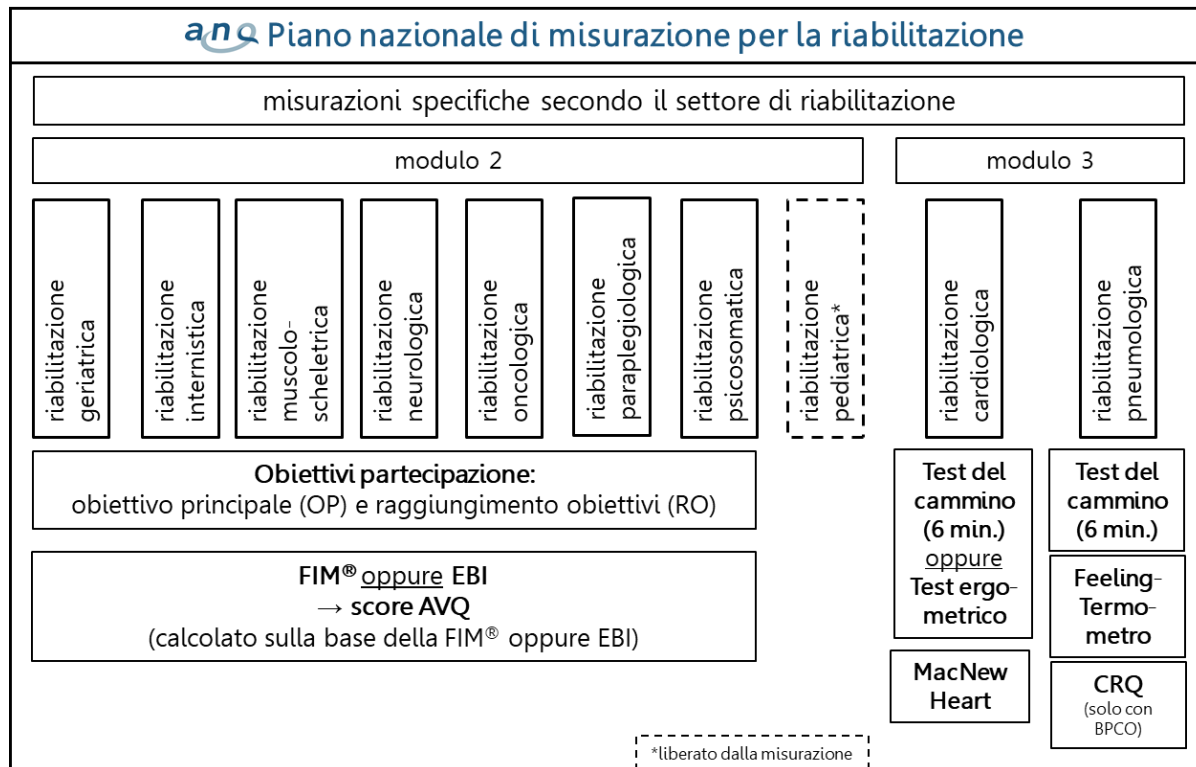 anq Piano nazionale di misurazione per la riabilitazione
misurazioni specifiche secondo il settore di riabilitazione
modulo 2
modulo 3
riabilitazione
geriatrica
riabilitazione
internistica
riabilitazione
muscolo-
scheletrica
riabilitazione
neurologica
riabilitazione
oncologica
riabilitazione
paraplegiologica
riabilitazione
psicosomatica
riabilitazione
pediatrica*
riabilitazione
cardiologica
riabilitazione
pneumologica
Obiettivi partecipazione:
obiettivo principale (OP) e raggiungimento obiettivi (RO)
FIM® oppure EBI
→ score AVQ
(calcolato sulla base della FIM® oppure EBI)
Test del
cammino
(6 min.)
oppure
Test ergo-
metrico
MacNew
Heart
Test del
cammino
(6 min.)
Feeling-
Termo-
metro
CRQ
(solo con
BPCO)
*liberato dalla misurazione